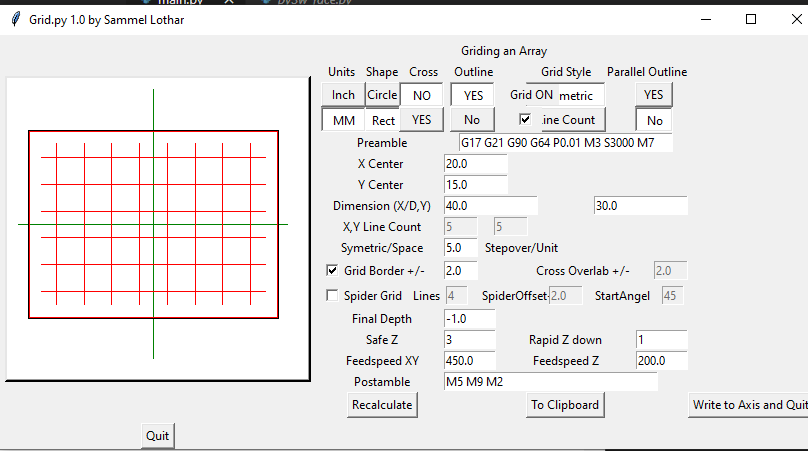 main.py
Grid.py 1.0 by Sammel Lothar
Griding an Array
Units Shape Cross Outline Grid Style Parallel Outline
Inch Circle NO YES Grid ON metric YES
MM Rect YES No ine Count No
Preamble G17 G21 G90 G64 P0.01 M3 S3000 M7
X Center 20.0
Y Center 15.0
Dimension (X/D,Y) 40.0 30.0
X,Y Line Count 5 5
Symetric/Space 5.0 Stepover/Unit
Grid Border +/- 2.0 Cross Overlab +/- 2.0
Spider Grid Lines 4 SpiderOffset- 2.0 StartAngel 45
Final Depth -1.0
Safe Z 3 Rapid Z down 1
Feedspeed XY 450.0 Feedspeed Z 200.0
Postamble M5 M9 M2
Recalculate To Clipboard Write to Axis and Quit
Quit